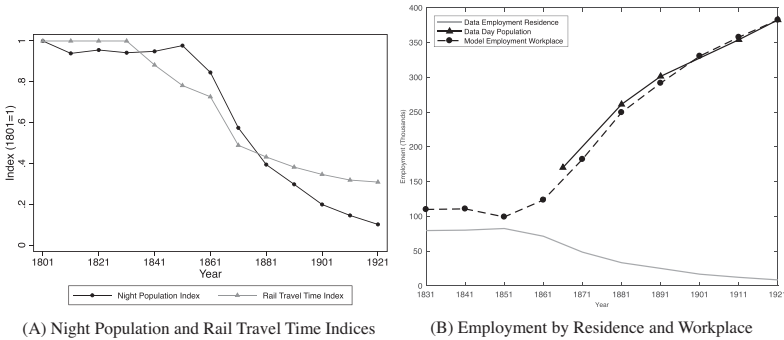 1
.8
.6
.4
.2
0
Index (1801=1)
1801 1821 1841 1861 1881 1901 1921
Year
Night Population Index Rail Travel Time Index
(A) Night Population and Rail Travel Time Indices
400
350
300
250
200
150
100
50
0
Employment (Thousands)
Data Employment Residence
Data Day Population
Model Employment Workplace
1831 1841 1851 1861 1871 1881 1891 1901 1911 1921
Year
(B) Employment by Residence and Workplace